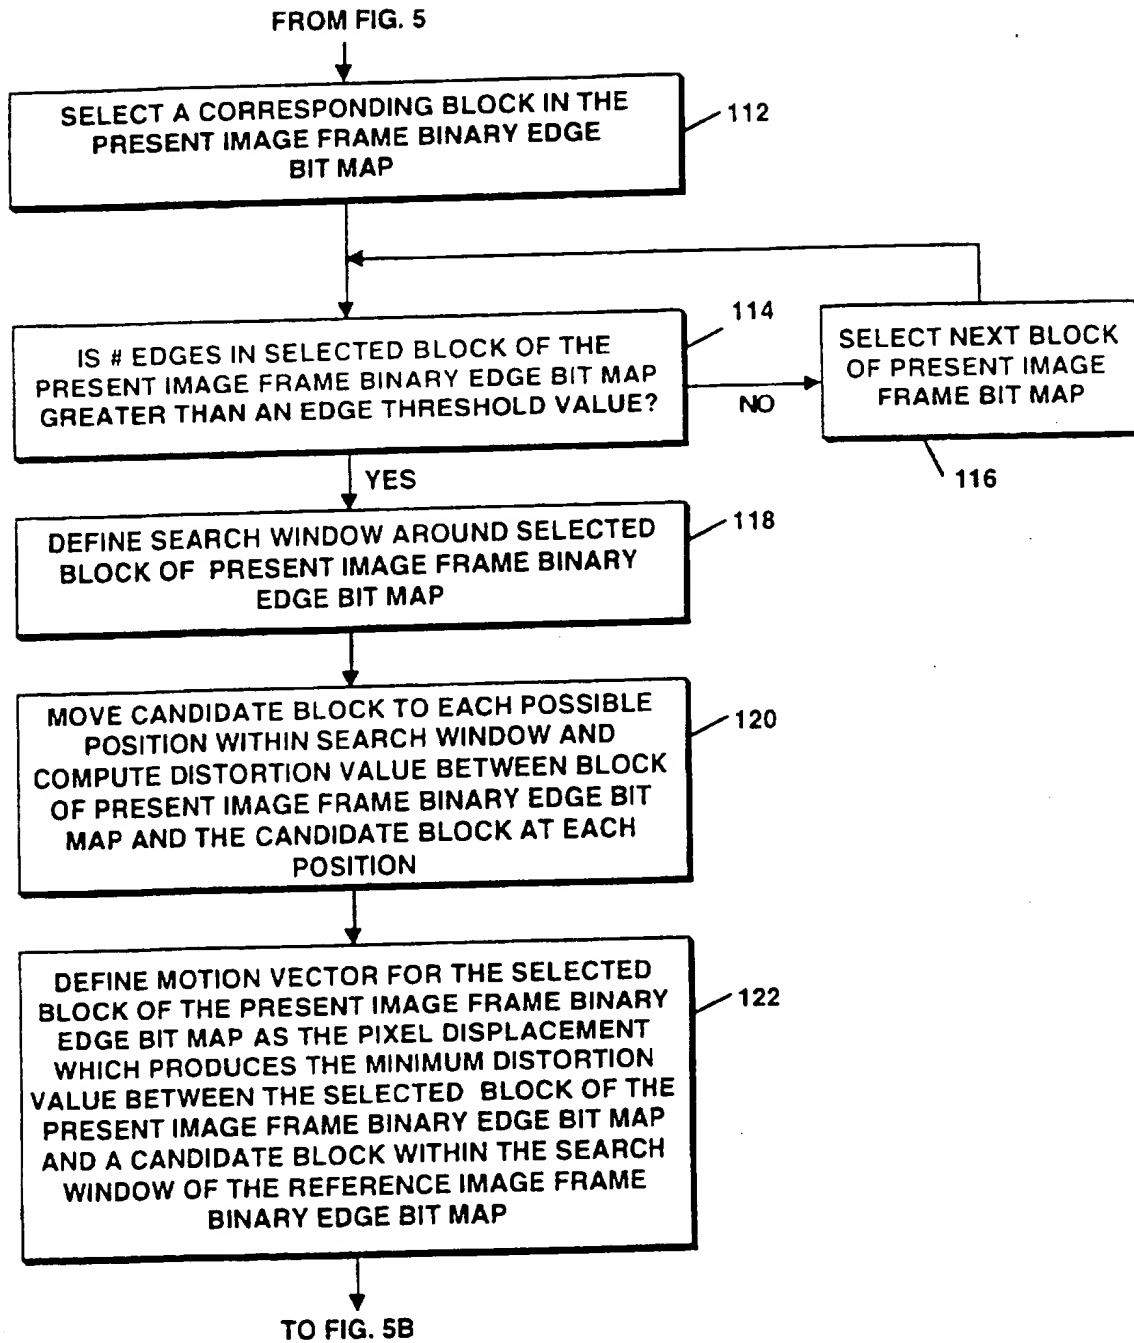 FROM FIG. 5
SELECT A CORRESPONDING BLOCK IN THE
PRESENT IMAGE FRAME BINARY EDGE
BIT MAP
112
IS # EDGES IN SELECTED BLOCK OF THE
PRESENT IMAGE FRAME BINARY EDGE BIT MAP
GREATER THAN AN EDGE THRESHOLD VALUE?
114
NO
SELECT NEXT BLOCK
OF PRESENT IMAGE
FRAME BIT MAP
116
YES
DEFINE SEARCH WINDOW AROUND SELECTED
BLOCK OF PRESENT IMAGE FRAME BINARY
EDGE BIT MAP
118
MOVE CANDIDATE BLOCK TO EACH POSSIBLE
POSITION WITHIN SEARCH WINDOW AND
COMPUTE DISTORTION VALUE BETWEEN BLOCK
OF PRESENT IMAGE FRAME BINARY EDGE BIT
MAP AND THE CANDIDATE BLOCK AT EACH
POSITION
120
DEFINE MOTION VECTOR FOR THE SELECTED
BLOCK OF THE PRESENT IMAGE FRAME BINARY
EDGE BIT MAP AS THE PIXEL DISPLACEMENT
WHICH PRODUCES THE MINIMUM DISTORTION
VALUE BETWEEN THE SELECTED BLOCK OF THE
PRESENT IMAGE FRAME BINARY EDGE BIT MAP
AND A CANDIDATE BLOCK WITHIN THE SEARCH
WINDOW OF THE REFERENCE IMAGE FRAME
BINARY EDGE BIT MAP
122
TO FIG. 5B